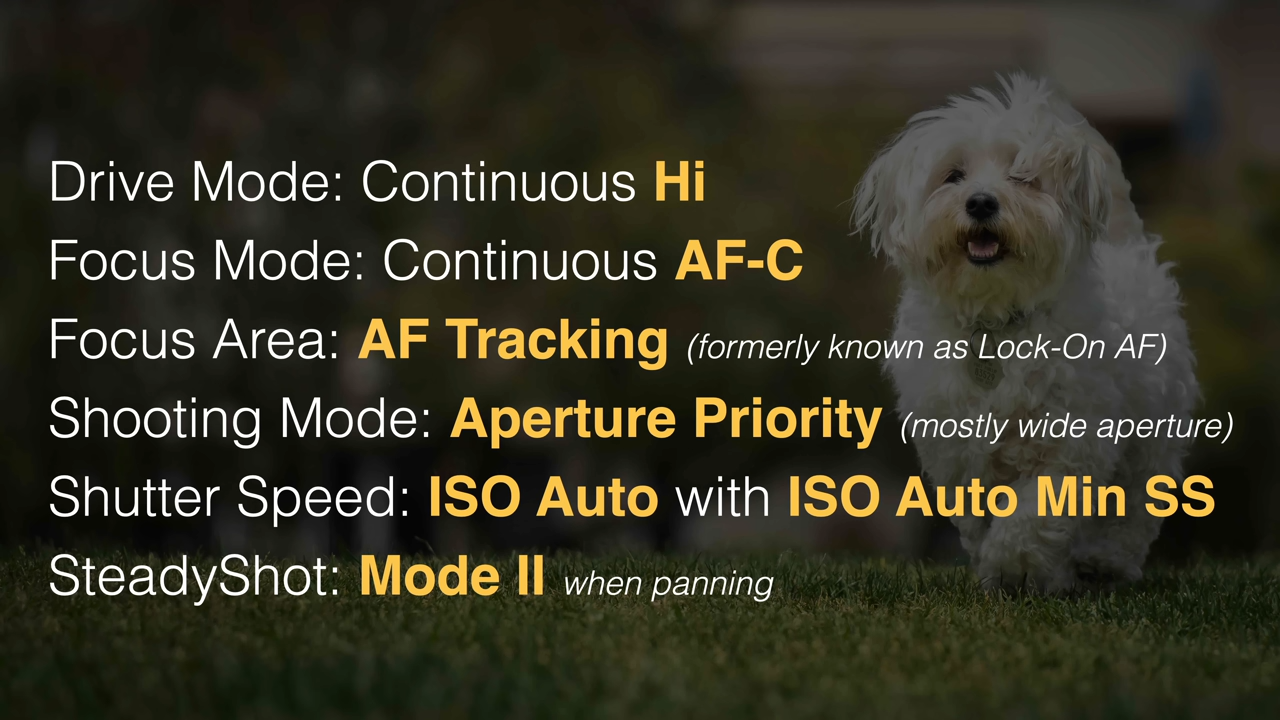 Drive Mode: Continuous Hi
Focus Mode: Continuous AF-C
Focus Area: AF Tracking (formerly known as Lock-On AF)
Shooting Mode: Aperture Priority (mostly wide aperture)
Shutter Speed: ISO Auto with ISO Auto Min SS
SteadyShot: Mode II when panning